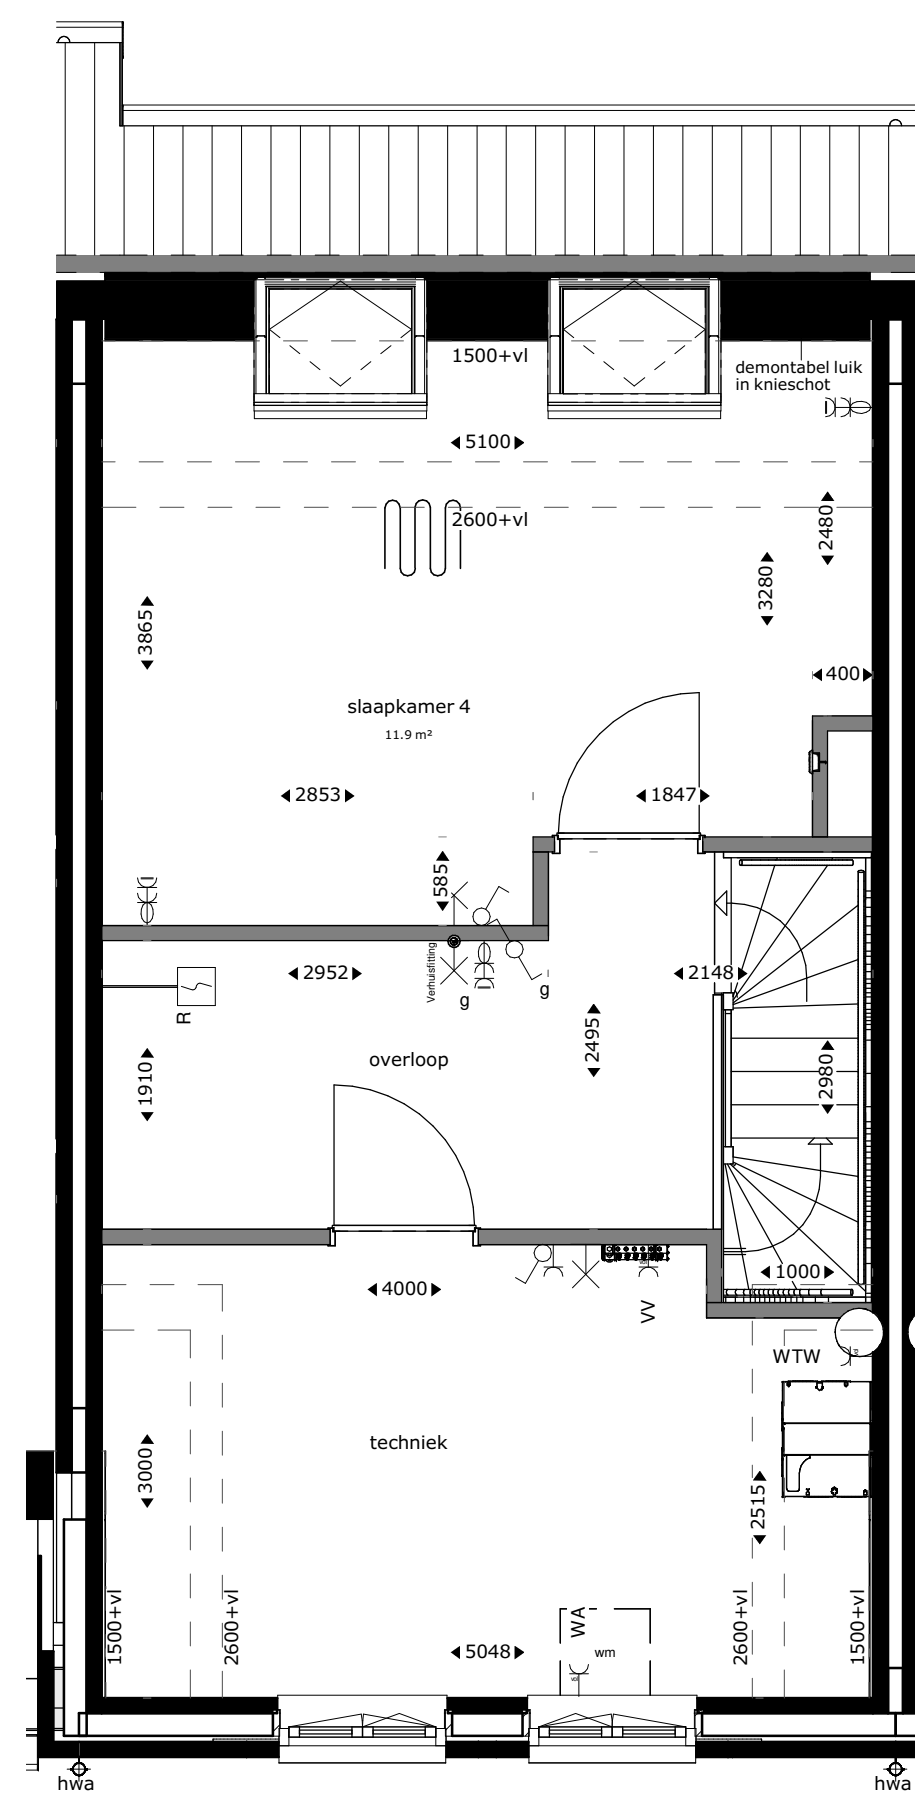 1500+vl
demontabel luik
in knieschot
5100
2600+vl
2480
3280
3865
400
slaapkamer 4
11.9 m²
2853
1847
585
Verhuisfitting
2952
g
g
2148
R
2495
overloop
1910
2980
4000
1000
VV
WTW
techniek
3000
2515
1500+vl
2600+vl
WA
wm
5048
2600+vl
1500+vl
hwa
hwa